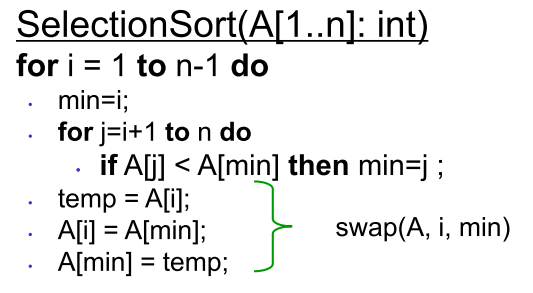 SelectionSort(A[1..n]: int)
for i = 1 to n-1 do
• min=i;
• for j=i+1 to n do
• if A[j] < A[min] then min=j ;
• temp = A[i];
• A[i] = A[min];
• A[min] = temp;
swap(A, i, min)